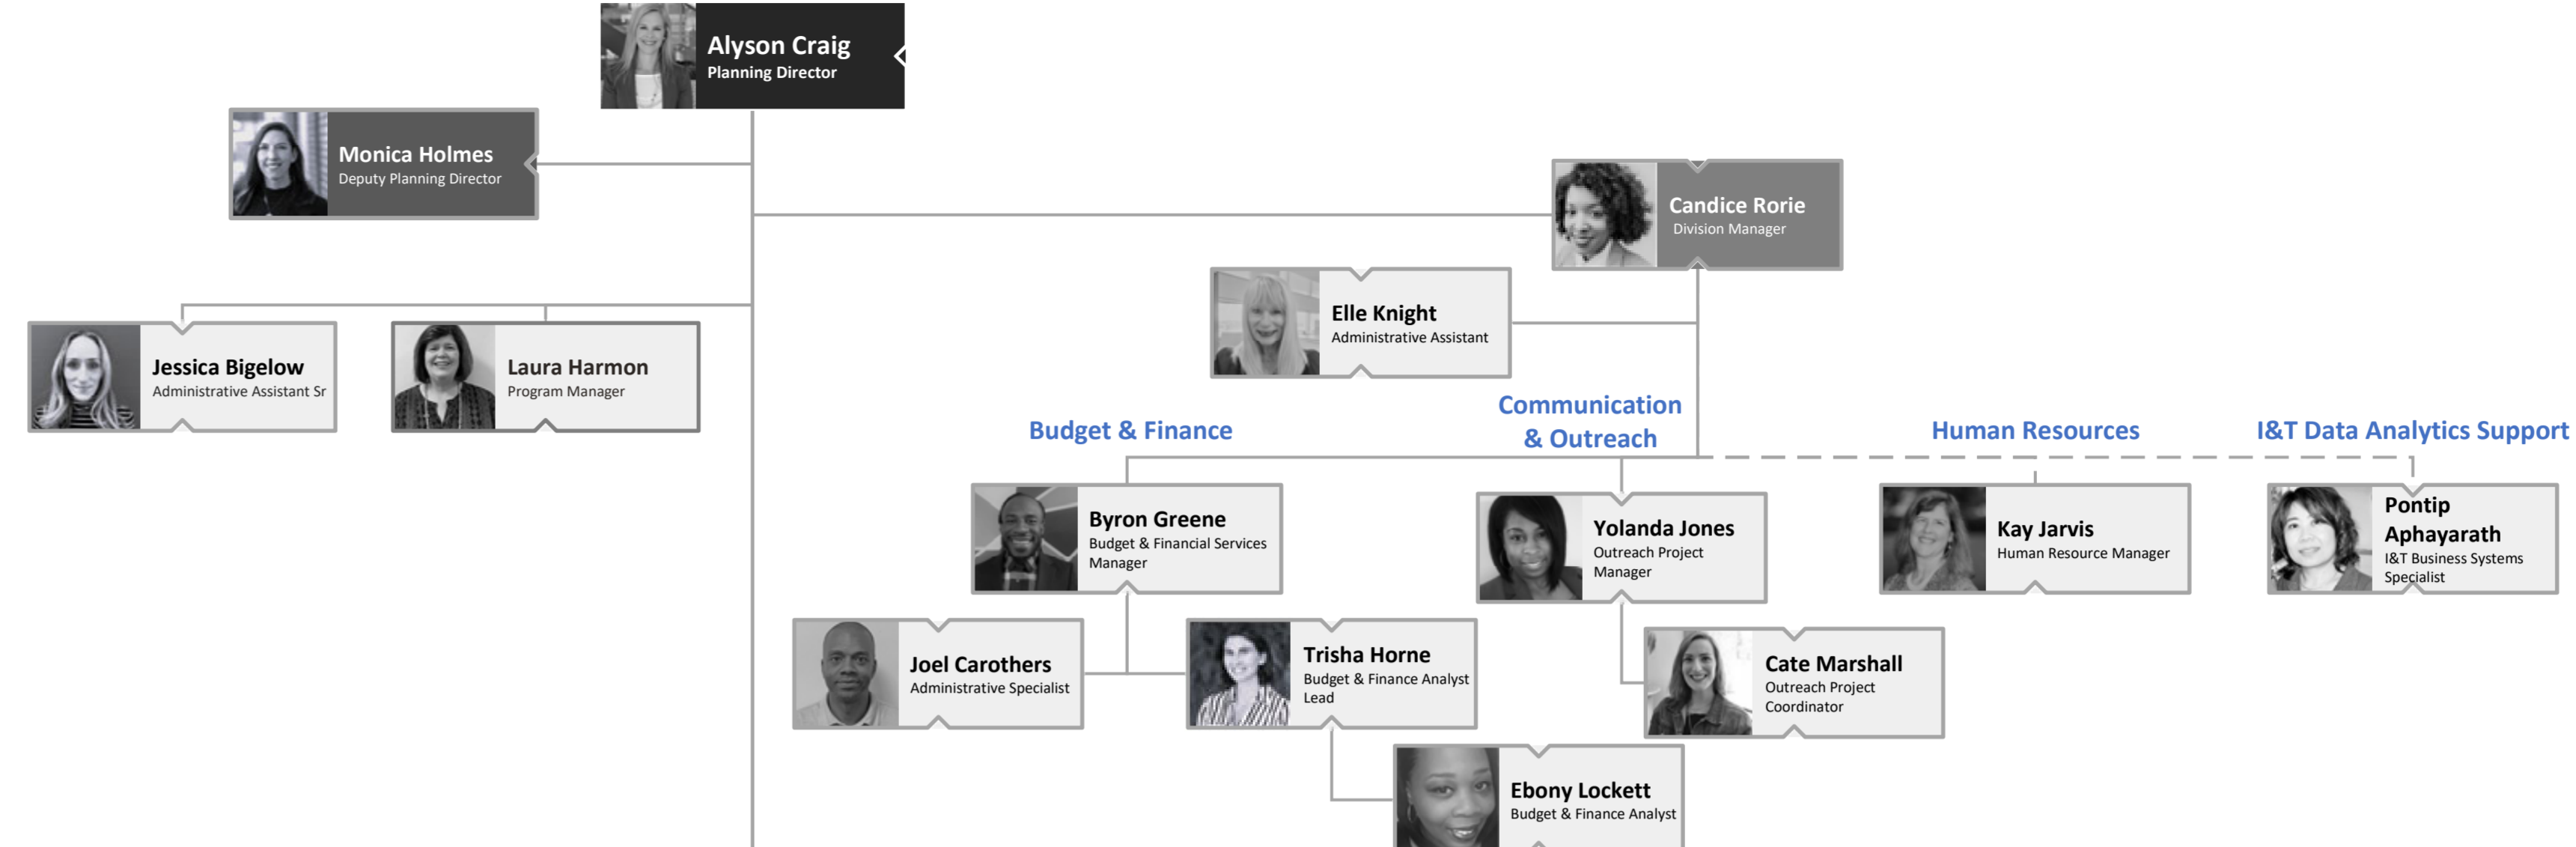 Alyson Craig
Planning Director
Monica Holmes
Deputy Planning Director
Candice Rorie
Division Manager
Elle Knight
Administrative Assistant
Jessica Bigelow
Administrative Assistant Sr
Laura Harmon
Program Manager
Budget & Finance
Communication
& Outreach
Human Resources
I&T Data Analytics Support
Byron Greene
Budget & Financial Services
Manager
Yolanda Jones
Outreach Project
Manager
Kay Jarvis
Human Resource Manager
Pontip
Aphayarath
I&T Business Systems
Specialist
Joel Carothers
Administrative Specialist
Trisha Horne
Budget & Finance Analyst
Lead
Cate Marshall
Outreach Project
Coordinator
Ebony Lockett
Budget & Finance Analyst